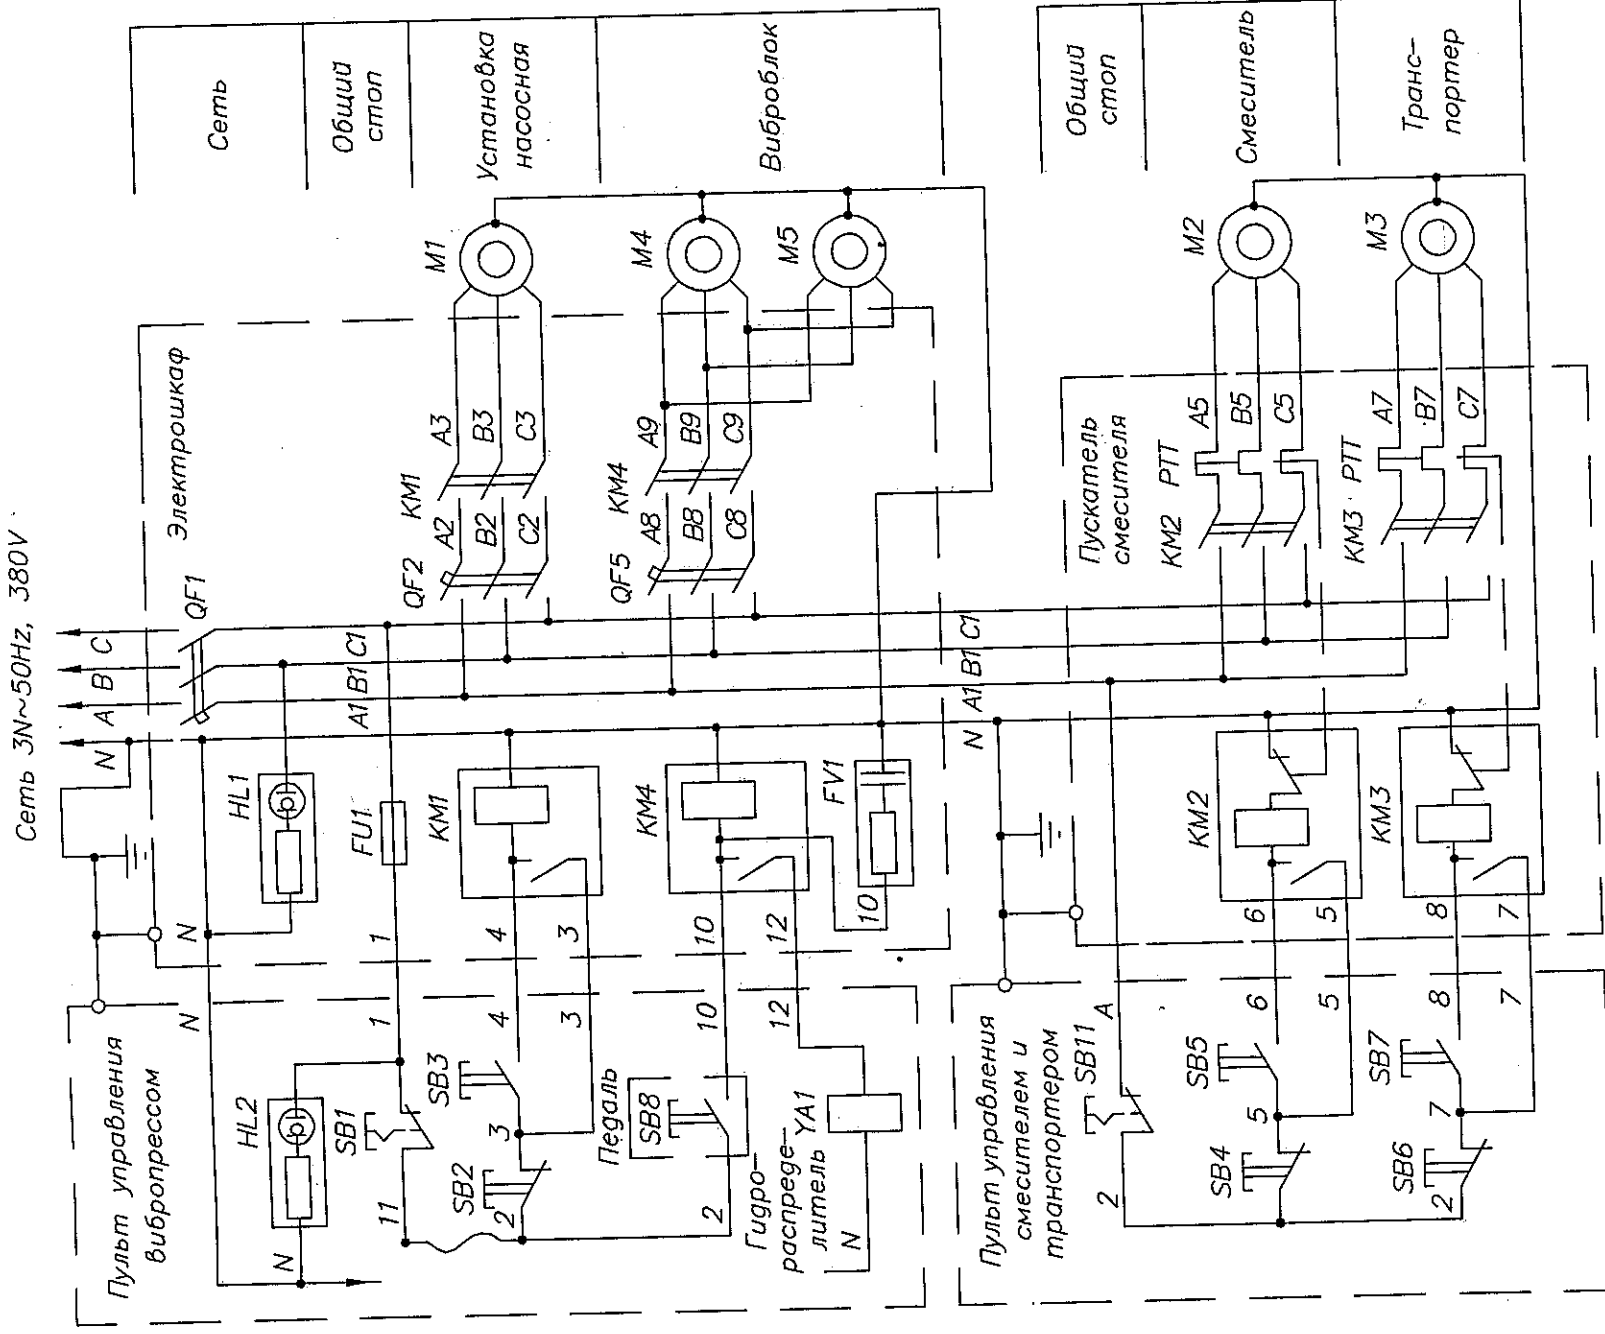 Сеть 3N~50Hz, 380V
Сеть
Общий
стоп
Установка
насосная
Виброблок
Общий
стоп
Смеситель
Транс-
портер
M1
M4
M5
M2
M3
Электрошкаф
A3
B3
C3
A9
B9
C9
KM1
KM4
A2
B2
C2
A8
B8
C8
QF2
QF5
QF1
Пускатель
смесителя
A5
B5
C5
A7
B7
C7
KM2 РТТ
KM3 РТТ
N A B C
A1 B1 C1
N A1 B1 C1
HL1
FU1
KM1
KM4
FV1
KM2
KM3
N
1
4
3
10
12
10
6
5
8
7
Пульт управления
вибропрессом
N
1
4
3
10
12
HL2
SB1
SB3
3
SB2
2
11
N
Педаль
SB8
2
Гидро-
распреде-
литель YA1
N
Пульт управления
смесителем и
транспортером
SB11
A
6
5
8
7
SB5
5
SB4
2
SB7
7
SB6
2